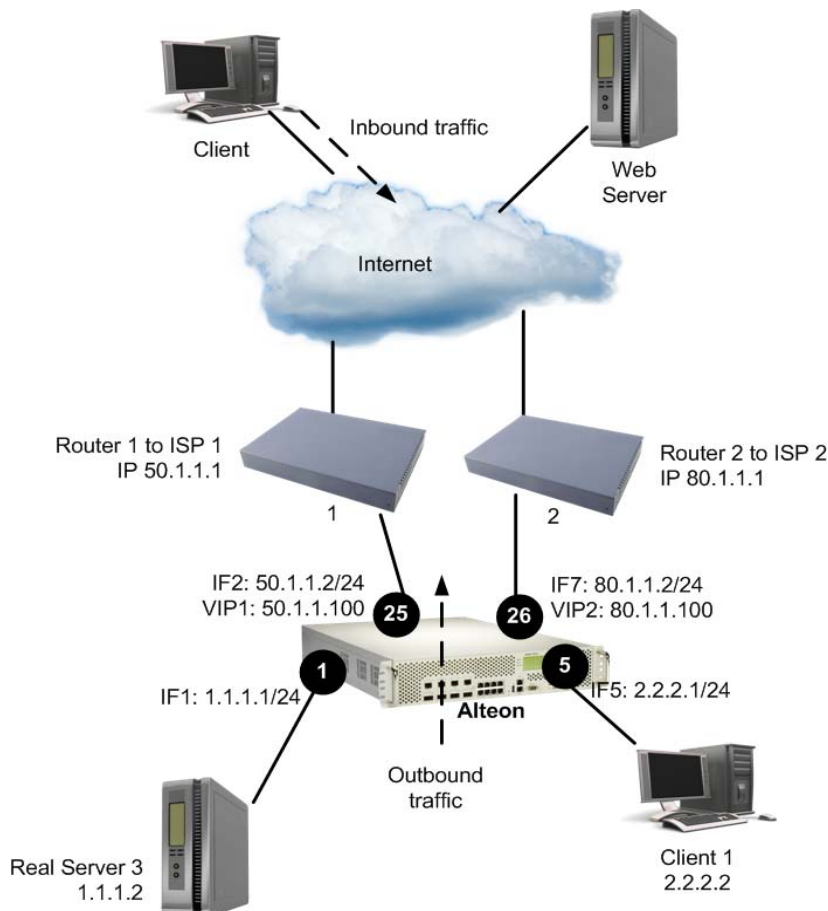 Client
Inbound traffic
Web
Server
Internet
Router 1 to ISP 1
IP 50.1.1.1
1
Router 2 to ISP 2
IP 80.1.1.1
2
IF2: 50.1.1.2/24
VIP1: 50.1.1.100
25
IF7: 80.1.1.2/24
VIP2: 80.1.1.100
26
1
5
IF1: 1.1.1.1/24
IF5: 2.2.2.1/24
Alteon
Outbound
traffic
Real Server 3
1.1.1.2
Client 1
2.2.2.2